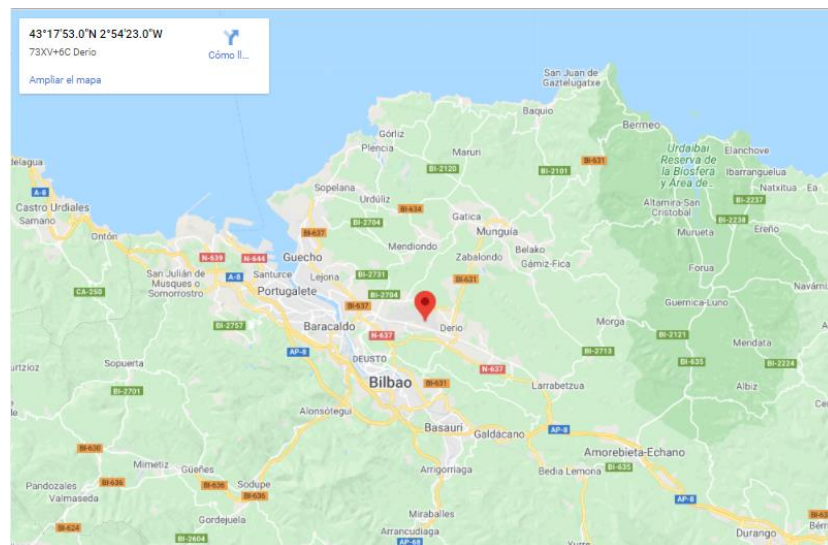 43°17'53.0"N 2°54'23.0"W
73XV+6C Derio
Cómo ll...
Ampliar el mapa
San Juan de
Gaztelugatxe
Baquio
Bermeo
Górliz
Plencia
Maruri
Urdaibai
Reserva de
la Biosfera
y Área de...
Elanchove
Ibarranguelua
BI-631
BI-2120
BI-2101
A-8
Sopelana
Urdúliz
Natxitua
Ea
BI-2237
Castro Urdiales
Samano
BI-634
Gatica
Altamira-San
Cristobal
BI-2238
BI-2704
BI-637
Munguía
Murueta
Ereño
Ontón
Mendiondo
Belako
N-639
N-644
Guecho
Zabalondo
Gámiz-Fica
A-8
San Julián de
Musques o
Somorrostro
Santurce
Lejona
BI-2731
Forua
CA-250
Portugalete
BI-2704
BI-631
BI-637
Guernica-Luno
Baracaldo
Derio
Morga
BI-2757
N-637
BI-2121
Mendata
AP-8
DEUSTO
BI-2713
BI-635
BI-2224
Sopuerta
N-637
BI-2701
Bilbao
BI-631
Larrabetzua
Albiz
Alonsótegui
Basauri
Galdácano
AP-8
BI-630
Amorebieta-Echano
Mimetiz
Güeñes
Arrigorriaga
Bedia
Lemona
BI-635
Pandozales
Valmaseda
BI-636
BI-636
Sodupe
BI-636
AP-8
Gordejuela
Miraballes
BI-624
BI-2604
Arrancudiaga
AP-68
Yurre
Durango